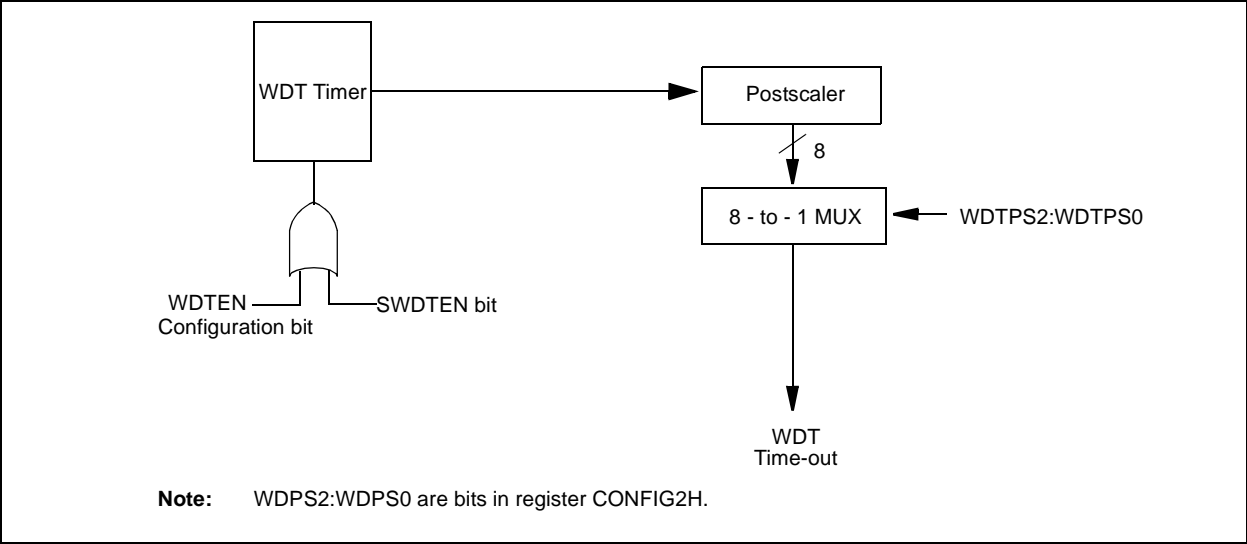 WDT Timer
Postscaler
8
8 - to - 1 MUX
WDTPS2:WDTPS0
WDTEN
Configuration bit
SWDTEN bit
WDT
Time-out
Note: WDPS2:WDPS0 are bits in register CONFIG2H.